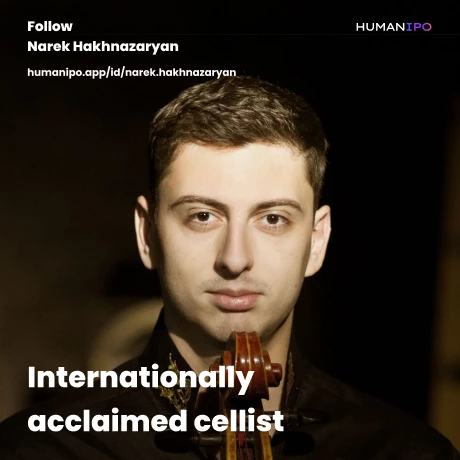 Follow
HUMANIPO
Narek Hakhnazaryan
humanipo.app/id/narek.hakhnazaryan
Internationally
acclaimed cellist